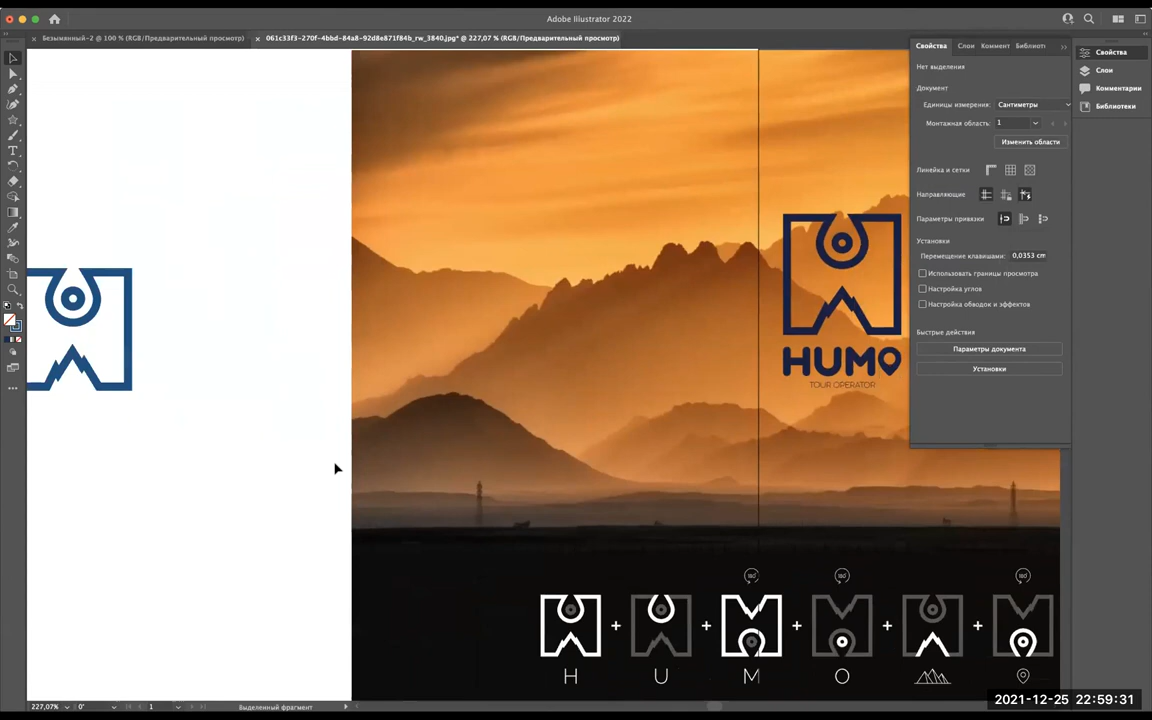 Adobe Illustrator 2022
× Безымянный-2 @ 100 % (RGB/Предварительный просмотр)
× 061c33f3-270f-4bbd-84a8-92d8e871f84b_rw_3840.jpg* @ 227,07 % (RGB/Предварительный просмотр)
Свойства Слои Коммент Библиот
Нет выделения
Документ
Единицы измерения: Сантиметры
Монтажная область: 1
Изменить области
Линейка и сетки
Направляющие
Параметры привязки
Установки
Перемещение клавишами: 0,0353 cm
Использовать границы просмотра
Настройка углов
Настройка обводок и эффектов
Быстрые действия
Параметры документа
Установки
Свойства
Слои
Комментарии
Библиотеки
HUMO
TOUR OPERATOR
180° 180° 180°
+ + + + +
H U M O
227,07% 0° 1 Выделенный фрагмент
2021-12-25 22:59:31